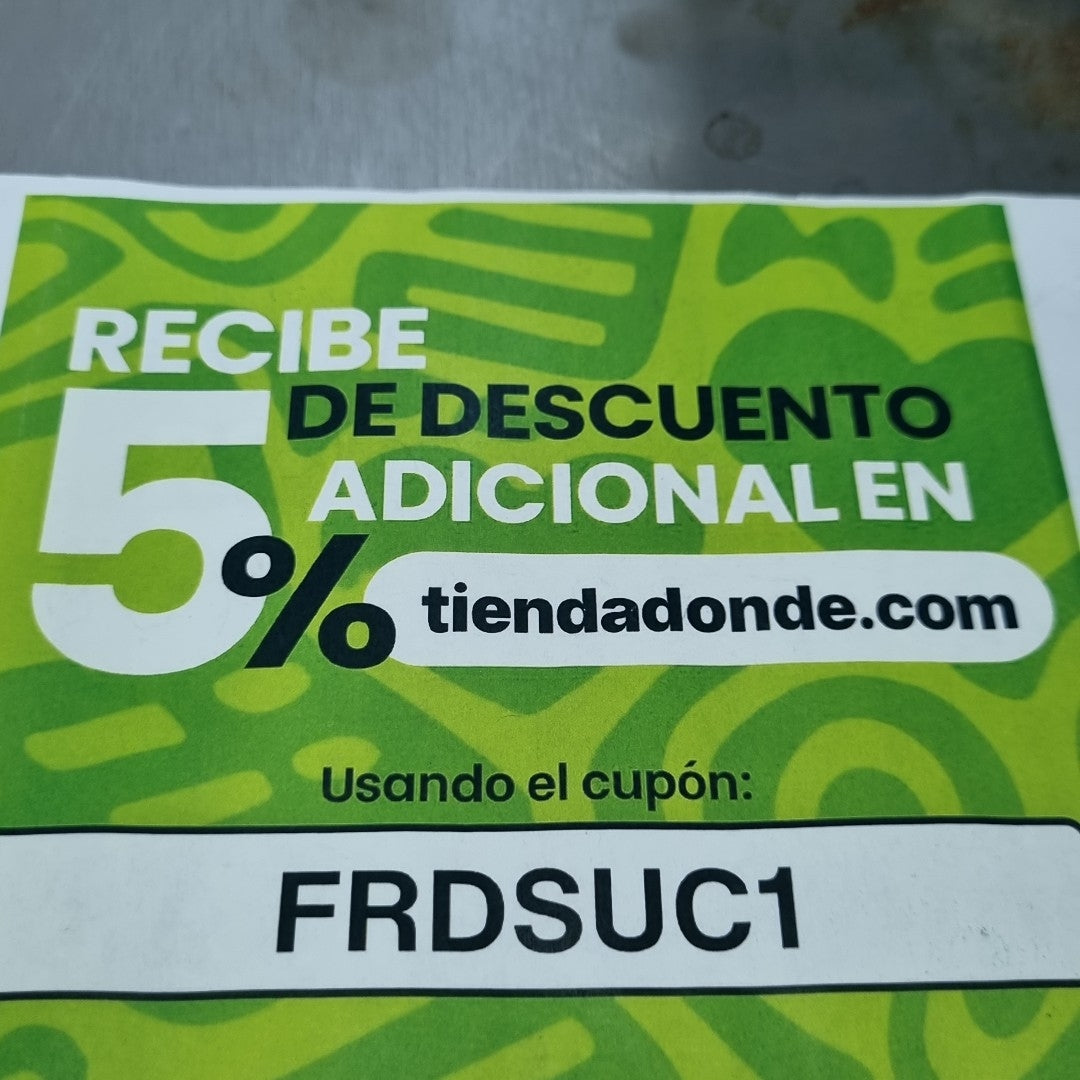 RECIBE
5% DE DESCUENTO
ADICIONAL EN
tiendadonde.com
Usando el cupón:
FRDSUC1